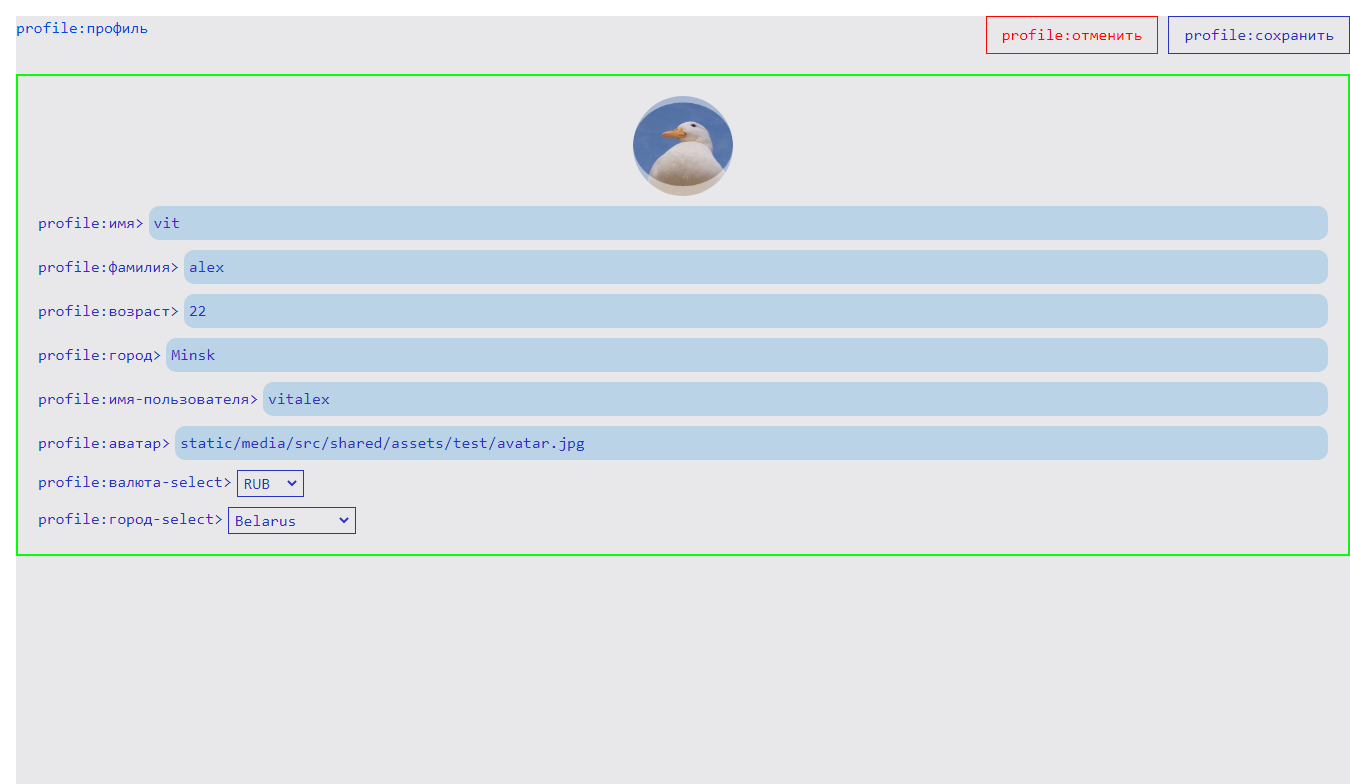 profile:профиль profile:отменить profile:сохранить
profile:имя> vit
profile:фамилия> alex
profile:возраст> 22
profile:город> Minsk
profile:имя-пользователя> vitalex
profile:аватар> static/media/src/shared/assets/test/avatar.jpg
profile:валюта-select> RUB
profile:город-select> Belarus